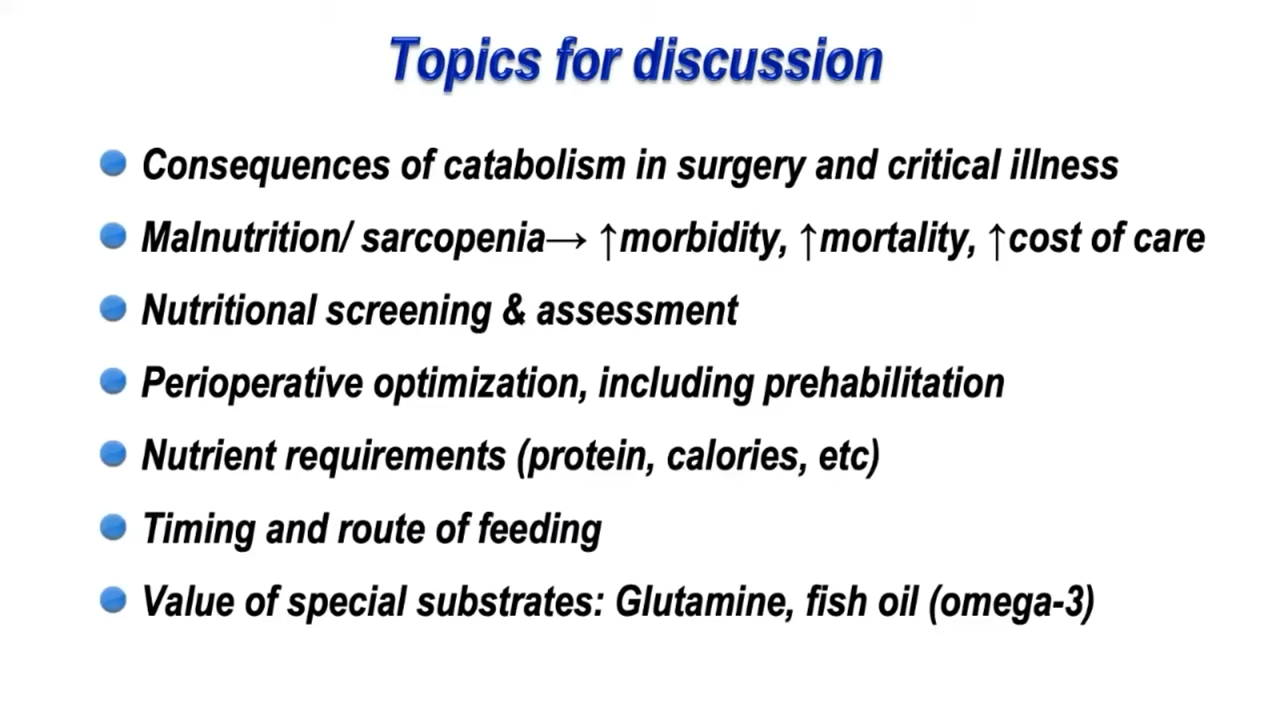 Topics for discussion
Consequences of catabolism in surgery and critical illness
Malnutrition/ sarcopenia→ ↑morbidity, ↑mortality, ↑cost of care
Nutritional screening & assessment
Perioperative optimization, including prehabilitation
Nutrient requirements (protein, calories, etc)
Timing and route of feeding
Value of special substrates: Glutamine, fish oil (omega-3)